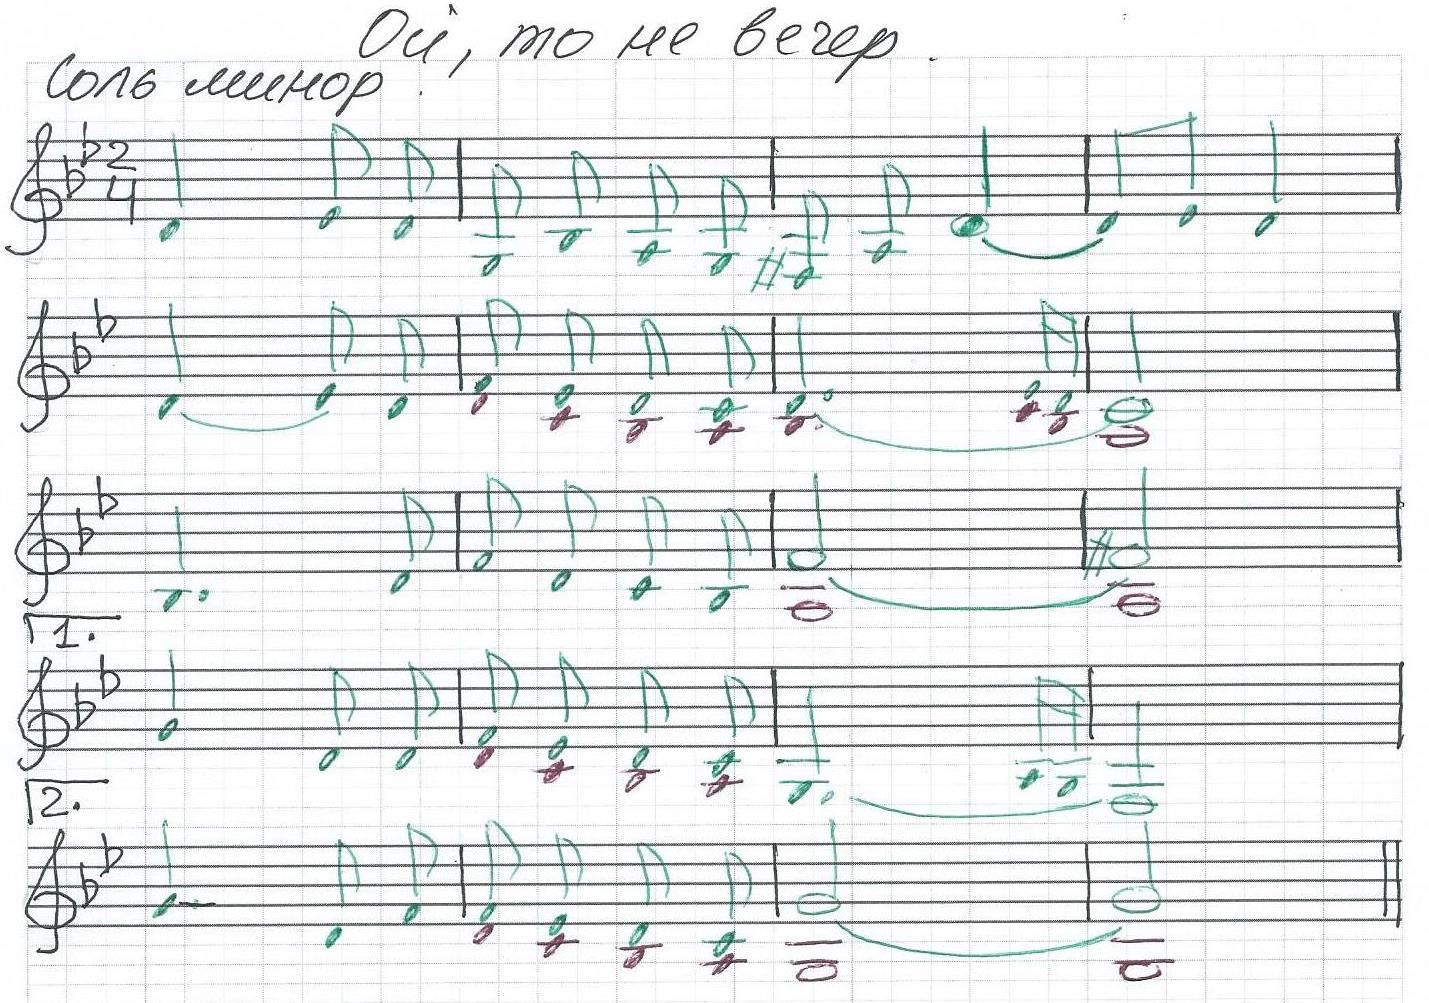 Ой, то не вечер.
Соль минор.
2
4
1.
2.